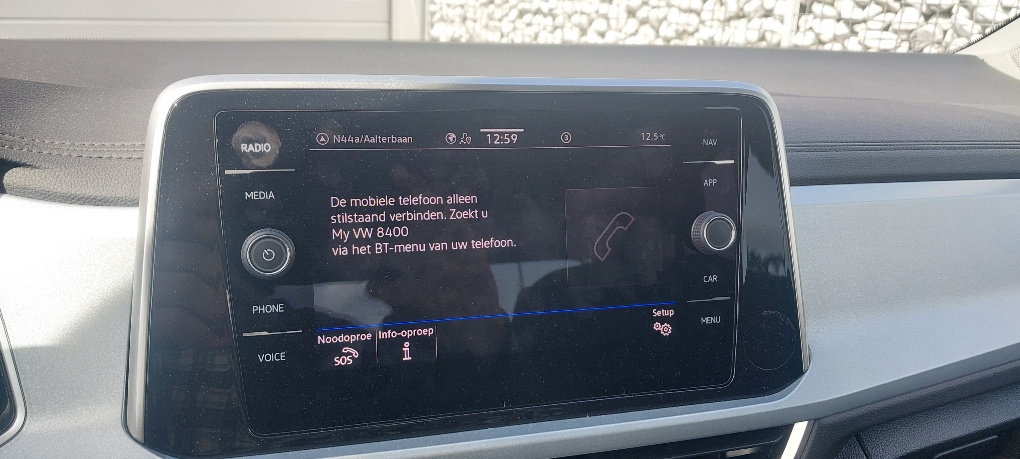 RADIO
MEDIA
PHONE
VOICE
N44a/Aalterbaan
12:59
3
12.5°C
De mobiele telefoon alleen
stilstaand verbinden. Zoekt u
My VW 8400
via het BT-menu van uw telefoon.
Noodoproe
SOS
Info-oproep
i
Setup
NAV
APP
CAR
MENU